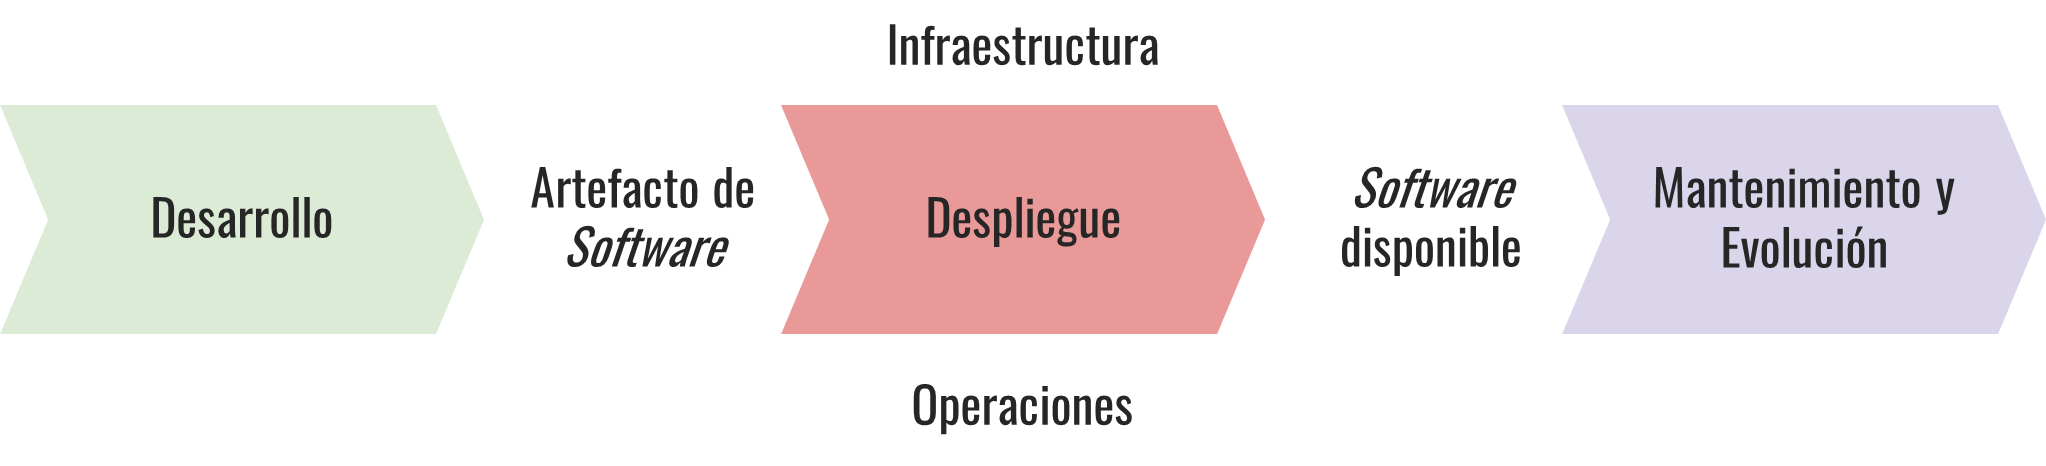 Infraestructura
Desarrollo
Artefacto de
Software
Despliegue
Software
disponible
Mantenimiento y
Evolución
Operaciones